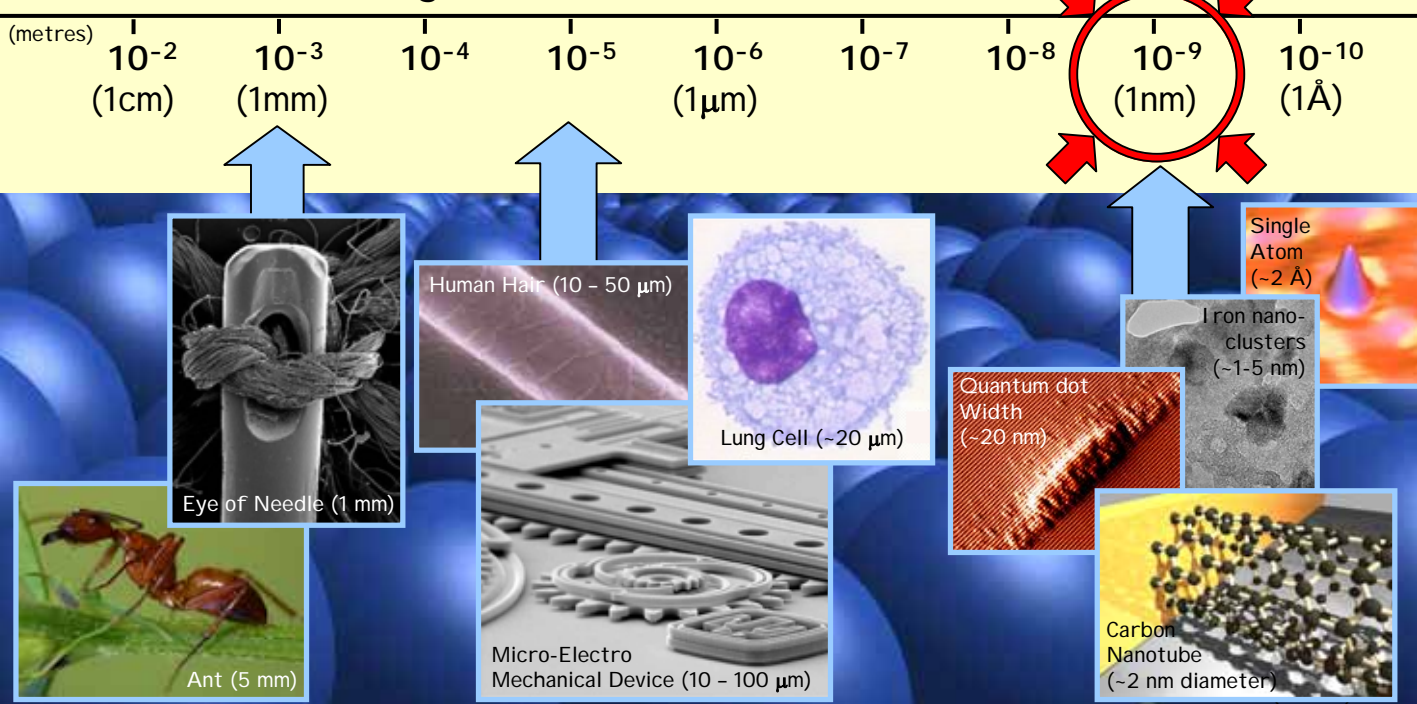 (metres)
10⁻² 10⁻³ 10⁻⁴ 10⁻⁵ 10⁻⁶ 10⁻⁷ 10⁻⁸ 10⁻⁹ 10⁻¹⁰
(1cm) (1mm) (1μm) (1nm) (1Å)
Eye of Needle (1 mm)
Ant (5 mm)
Human Hair (10 – 50 μm)
Micro-Electro
Mechanical Device (10 – 100 μm)
Lung Cell (~20 μm)
Quantum dot
Width
(~20 nm)
Iron nano-
clusters
(~1-5 nm)
Single
Atom
(~2 Å)
Carbon
Nanotube
(~2 nm diameter)